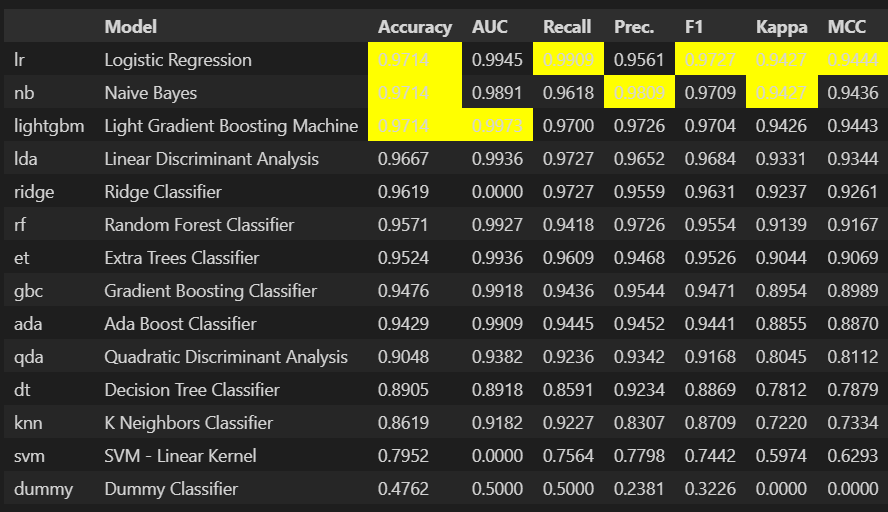 Model Accuracy AUC Recall Prec. F1 Kappa MCC
lr Logistic Regression 0.9714 0.9945 0.9909 0.9561 0.9727 0.9427 0.9444
nb Naive Bayes 0.9714 0.9891 0.9618 0.9809 0.9709 0.9427 0.9436
lightgbm Light Gradient Boosting Machine 0.9714 0.9973 0.9700 0.9726 0.9704 0.9426 0.9443
lda Linear Discriminant Analysis 0.9667 0.9936 0.9727 0.9652 0.9684 0.9331 0.9344
ridge Ridge Classifier 0.9619 0.0000 0.9727 0.9559 0.9631 0.9237 0.9261
rf Random Forest Classifier 0.9571 0.9927 0.9418 0.9726 0.9554 0.9139 0.9167
et Extra Trees Classifier 0.9524 0.9936 0.9609 0.9468 0.9526 0.9044 0.9069
gbc Gradient Boosting Classifier 0.9476 0.9918 0.9436 0.9544 0.9471 0.8954 0.8989
ada Ada Boost Classifier 0.9429 0.9909 0.9445 0.9452 0.9441 0.8855 0.8870
qda Quadratic Discriminant Analysis 0.9048 0.9382 0.9236 0.9342 0.9168 0.8045 0.8112
dt Decision Tree Classifier 0.8905 0.8918 0.8591 0.9234 0.8869 0.7812 0.7879
knn K Neighbors Classifier 0.8619 0.9182 0.9227 0.8307 0.8709 0.7220 0.7334
svm SVM - Linear Kernel 0.7952 0.0000 0.7564 0.7798 0.7442 0.5974 0.6293
dummy Dummy Classifier 0.4762 0.5000 0.5000 0.2381 0.3226 0.0000 0.0000